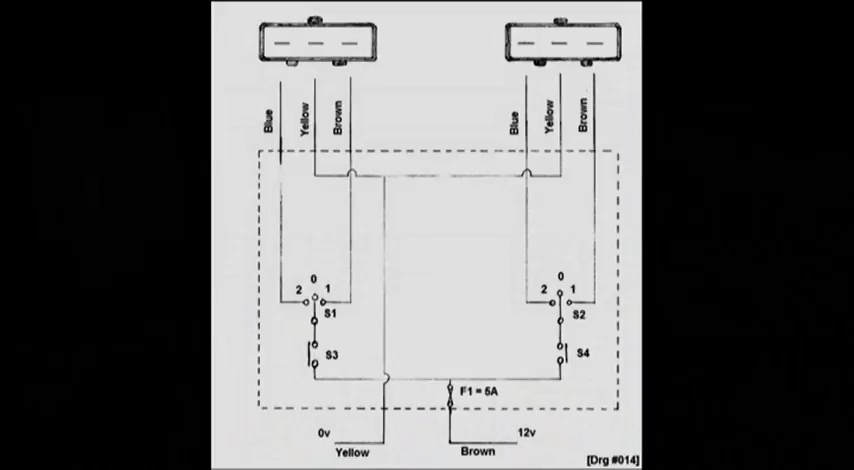 Blue
Yellow
Brown
Blue
Yellow
Brown
0
2 1
S1
S3
0
2 1
S2
S4
F1 = 5A
0v
Yellow
12v
Brown
[Drg #014]